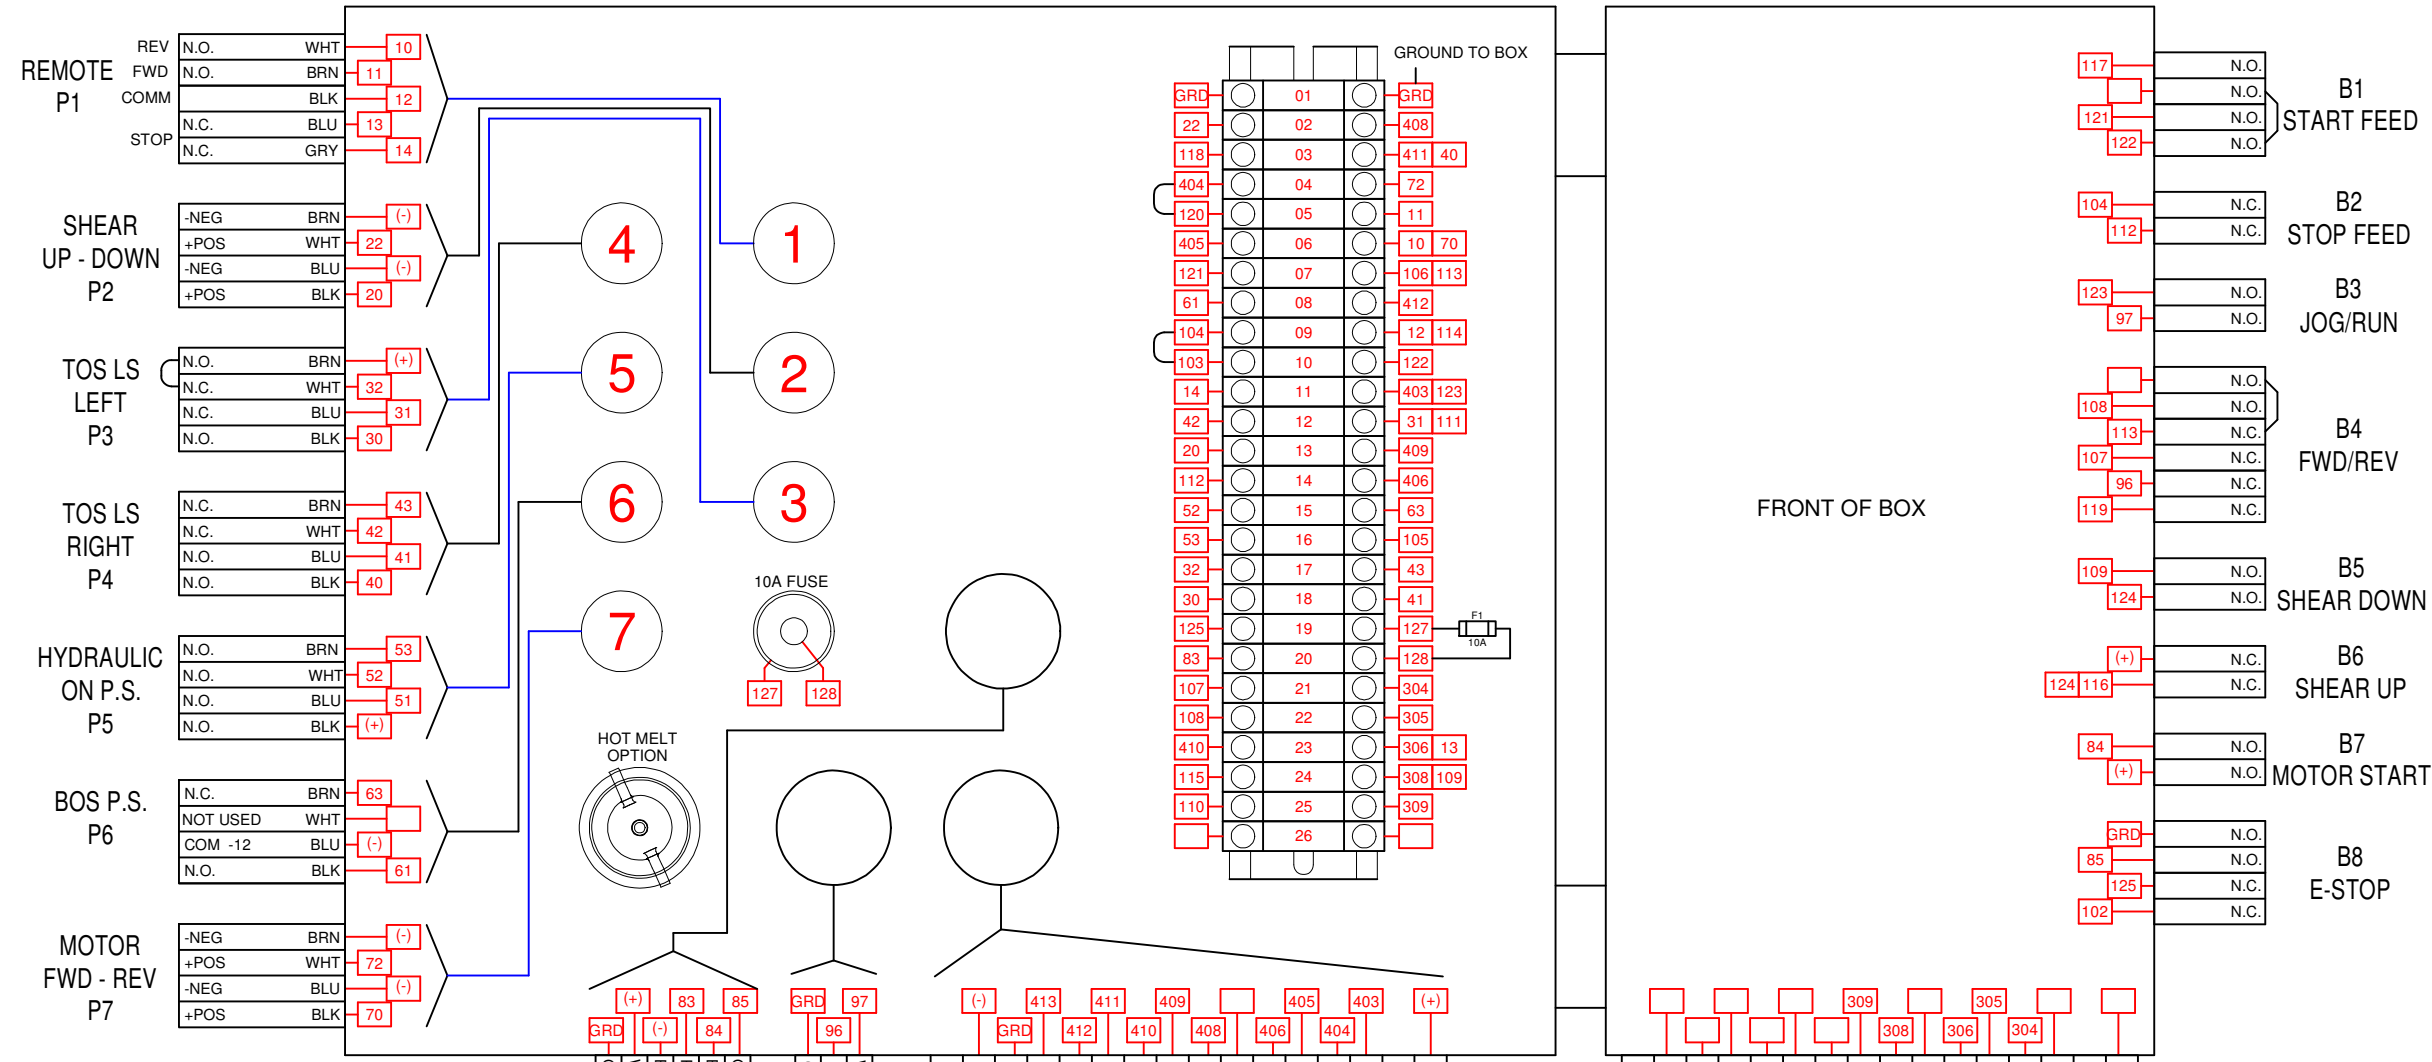 REMOTE
P1
REV N.O. WHT 10
FWD N.O. BRN 11
COMM BLK 12
STOP
N.C. BLU 13
N.C. GRY 14
SHEAR
UP - DOWN
P2
-NEG BRN (-)
+POS WHT 22
-NEG BLU (-)
+POS BLK 20
TOS LS
LEFT
P3
N.O. BRN (+)
N.C. WHT 32
N.C. BLU 31
N.O. BLK 30
TOS LS
RIGHT
P4
N.C. BRN 43
N.C. WHT 42
N.O. BLU 41
N.O. BLK 40
HYDRAULIC
ON P.S.
P5
N.O. BRN 53
N.O. WHT 52
N.O. BLU 51
N.O. BLK (+)
BOS P.S.
P6
N.C. BRN 63
NOT USED WHT
COM -12 BLU (-)
N.O. BLK 61
MOTOR
FWD - REV
P7
-NEG BRN (-)
+POS WHT 72
-NEG BLU (-)
+POS BLK 70
4 1
5 2
6 3
7
10A FUSE
127 128
HOT MELT
OPTION
GROUND TO BOX
GRD 01 GRD
22 02 408
118 03 411 40
404 04 72
120 05 11
405 06 10 70
121 07 106 113
61 08 412
104 09 12 114
103 10 122
14 11 403 123
42 12 31 111
20 13 409
112 14 406
52 15 63
53 16 105
32 17 43
30 18 41
125 19 127
F1
10A
83 20 128
107 21 304
108 22 305
410 23 306 13
115 24 308 109
110 25 309
26
(+) 83 85
GRD (-) 84
GRD 97
96
(-) 413 411 409 405 403 (+)
GRD 412 410 408 406 404
FRONT OF BOX
117 N.O.
N.O.
121 N.O.
122 N.O.
B1
START FEED
104 N.C.
112 N.C.
B2
STOP FEED
123 N.O.
97 N.O.
B3
JOG/RUN
N.O.
108 N.O.
113 N.C.
107 N.C.
96 N.C.
119 N.C.
B4
FWD/REV
109 N.O.
124 N.O.
B5
SHEAR DOWN
(+) N.C.
124 116 N.C.
B6
SHEAR UP
84 N.O.
(+) N.O.
B7
MOTOR START
GRD N.O.
85 N.O.
125 N.C.
102 N.C.
B8
E-STOP
309 305
308 306 304